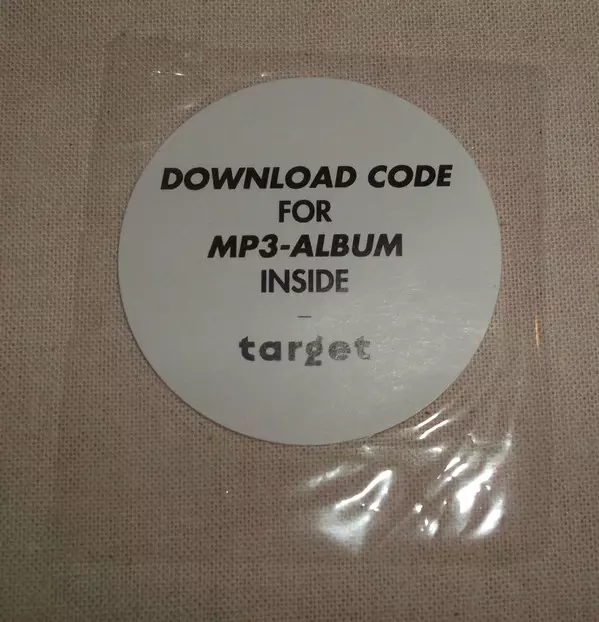 DOWNLOAD CODE
FOR
MP3-ALBUM
INSIDE
–
target